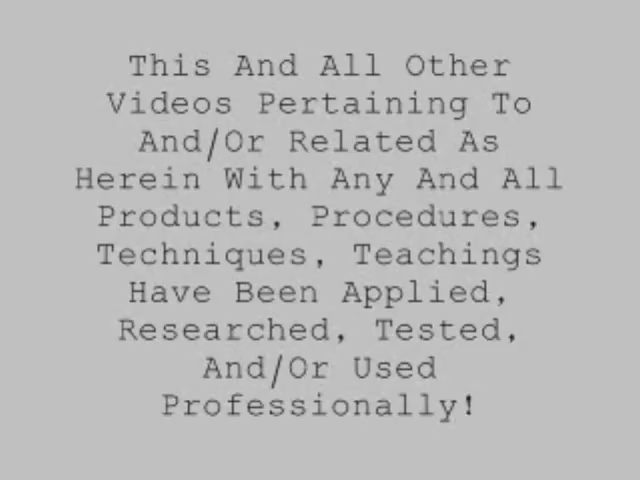 This And All Other
Videos Pertaining To
And/Or Related As
Herein With Any And All
Products, Procedures,
Techniques, Teachings
Have Been Applied,
Researched, Tested,
And/Or Used
Professionally!